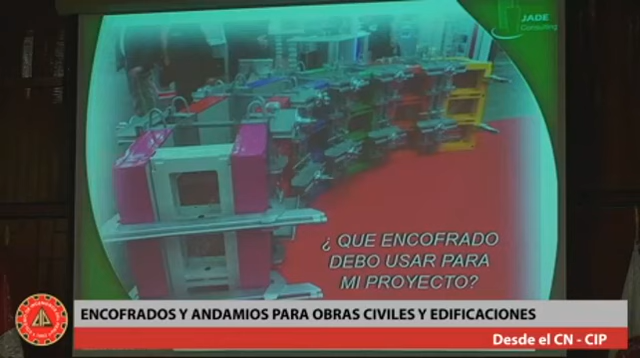 JADE
Consulting
¿ QUE ENCOFRADO
DEBO USAR PARA
MI PROYECTO?
ENCOFRADOS Y ANDAMIOS PARA OBRAS CIVILES Y EDIFICACIONES
Desde el CN - CIP